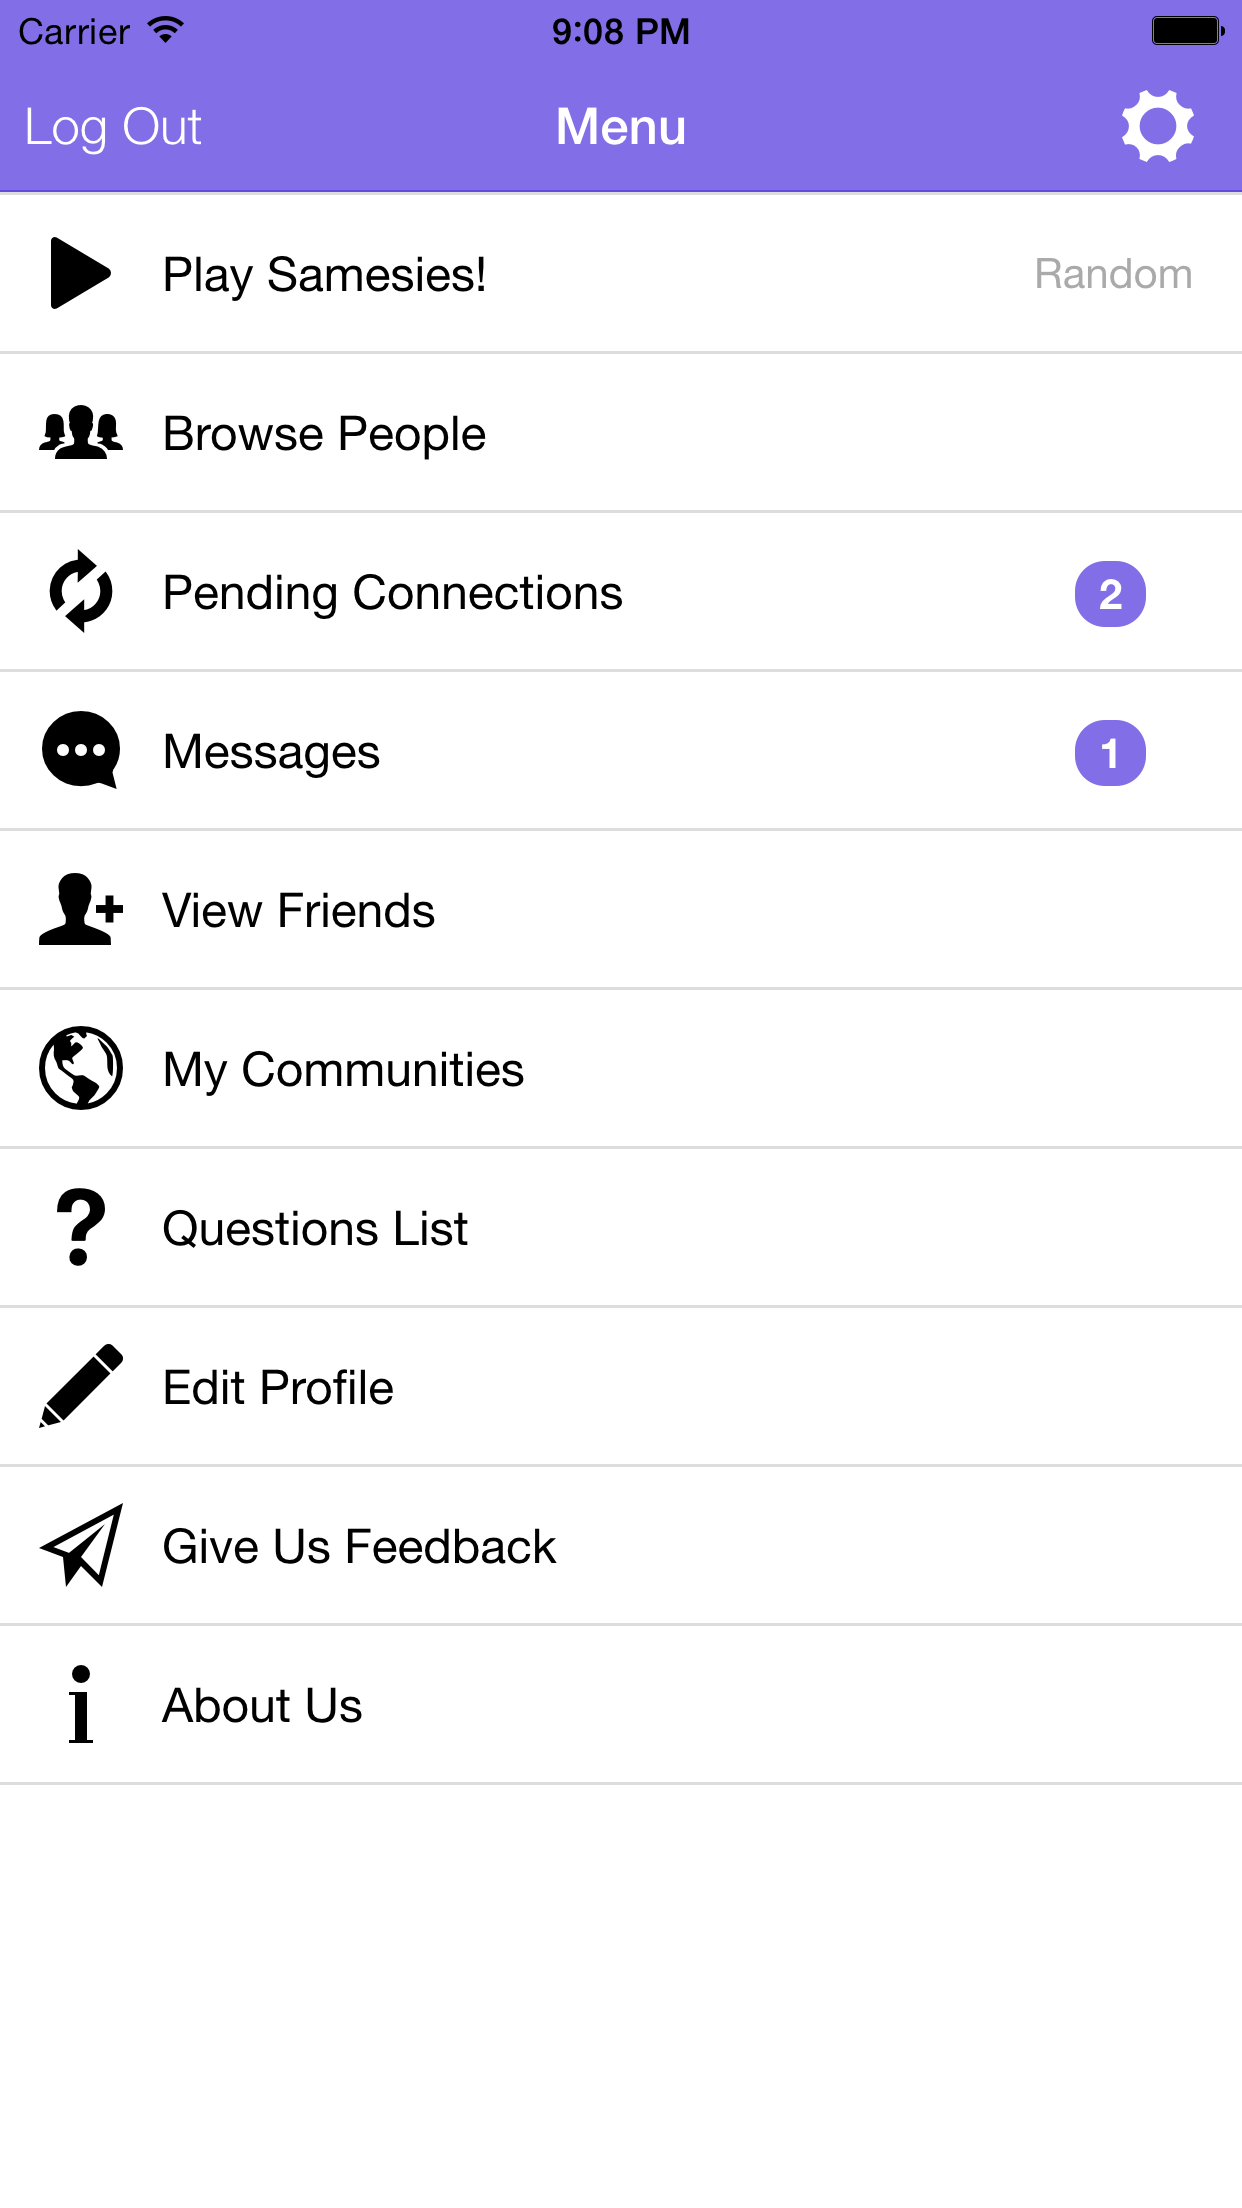 Carrier 9:08 PM
Log Out Menu
Play Samesies! Random
Browse People
Pending Connections 2
Messages 1
View Friends
My Communities
Questions List
Edit Profile
Give Us Feedback
About Us